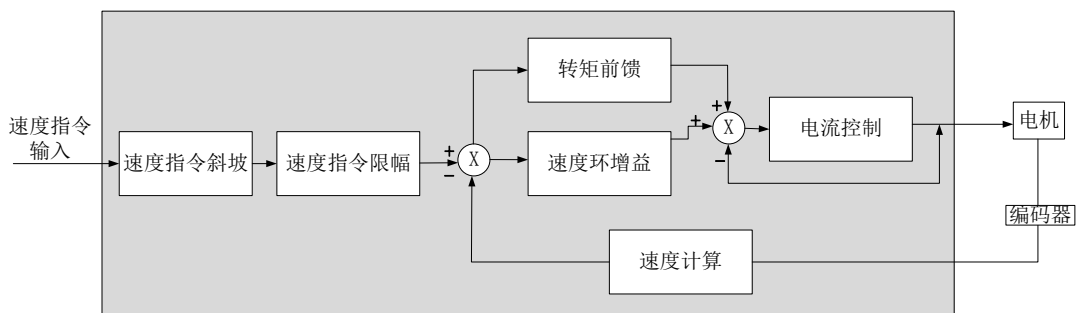 转矩前馈
速度指令
输入
速度指令斜坡
速度指令限幅
+
−
X
速度环增益
+
+
−
X
电流控制
电机
编码器
速度计算